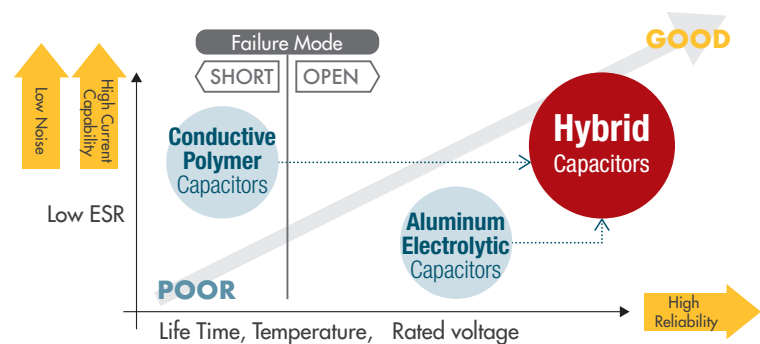 Failure Mode
GOOD
SHORT
OPEN
Low Noise
High Current
Capability
Conductive
Polymer
Capacitors
Hybrid
Capacitors
Low ESR
Aluminum
Electrolytic
Capacitors
POOR
High
Reliability
Life Time, Temperature, Rated voltage